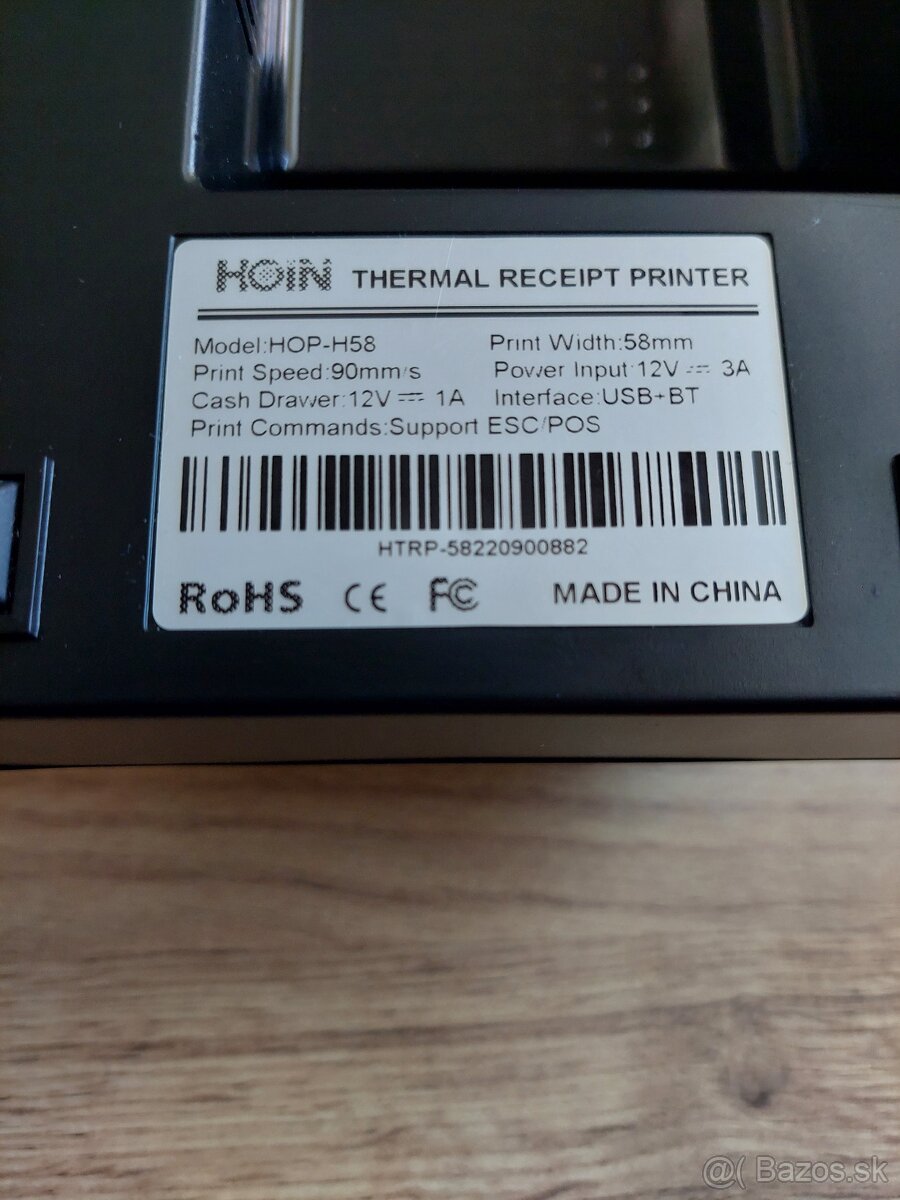 HOiN THERMAL RECEIPT PRINTER
Model:HOP-H58 Print Width:58mm
Print Speed:90mm/s Power Input:12V⎓3A
Cash Drawer:12V⎓1A Interface:USB+BT
Print Commands:Support ESC/POS
HTRP-58220900882
RoHS CE FC MADE IN CHINA
@( Bazos.sk